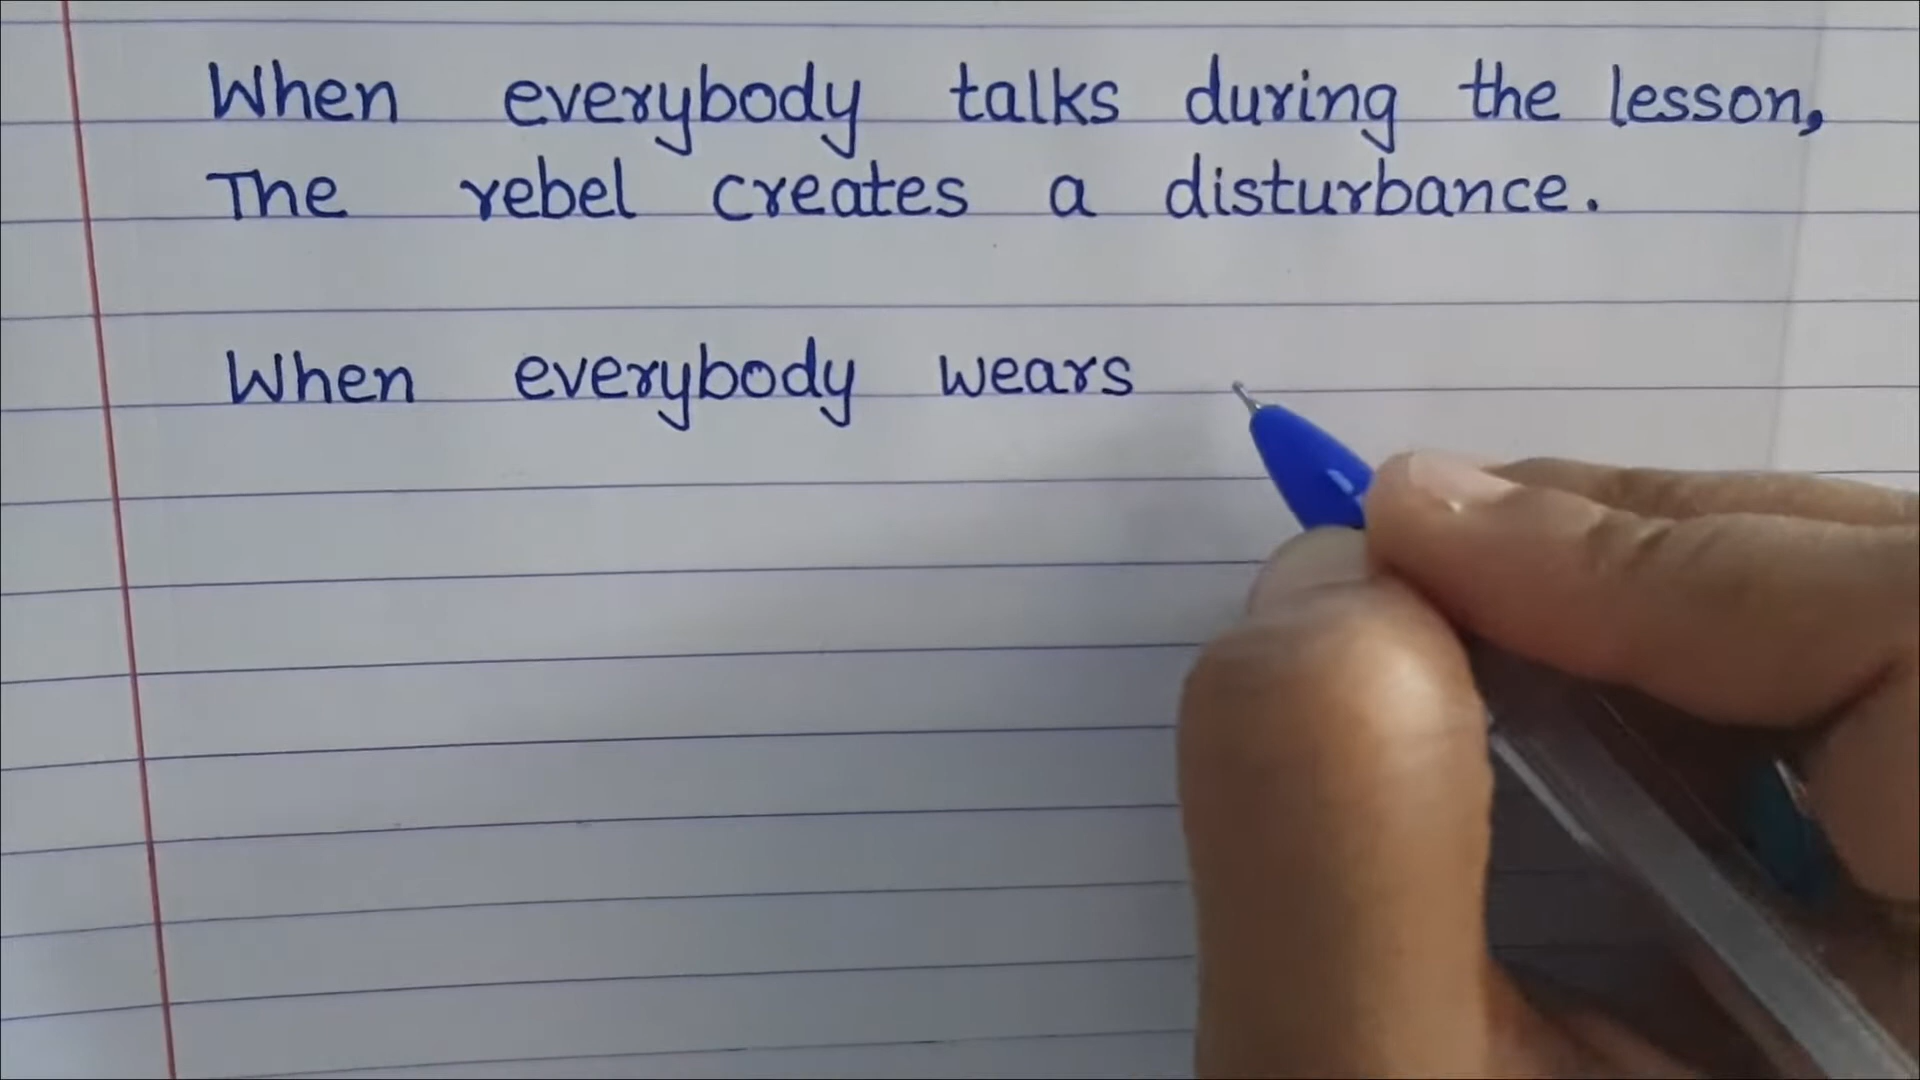 When everybody talks during the lesson,
The rebel creates a disturbance.
When everybody wears